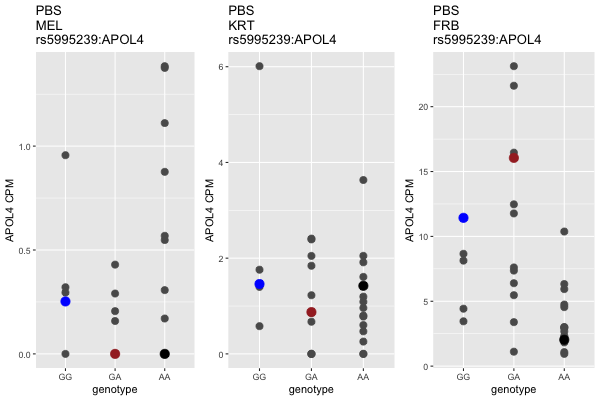 PBS
MEL
rs5995239:APOL4
1.0
0.5
0.0
APOL4 CPM
GG GA AA
genotype
PBS
KRT
rs5995239:APOL4
6
4
2
0
APOL4 CPM
GG GA AA
genotype
PBS
FRB
rs5995239:APOL4
20
15
10
5
0
APOL4 CPM
GG GA AA
genotype